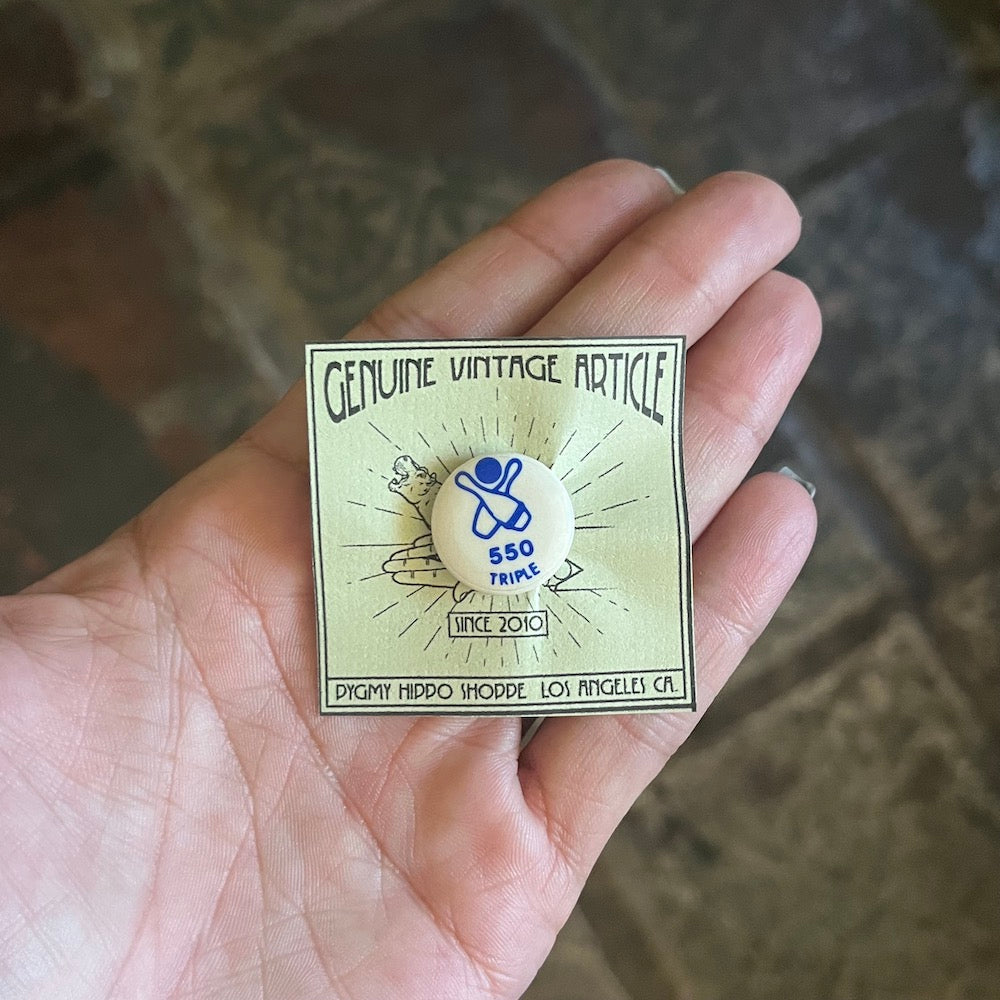 GENUINE VINTAGE ARTICLE
550
TRIPLE
SINCE 2010
PYGMY HIPPO SHOPPE LOS ANGELES CA.